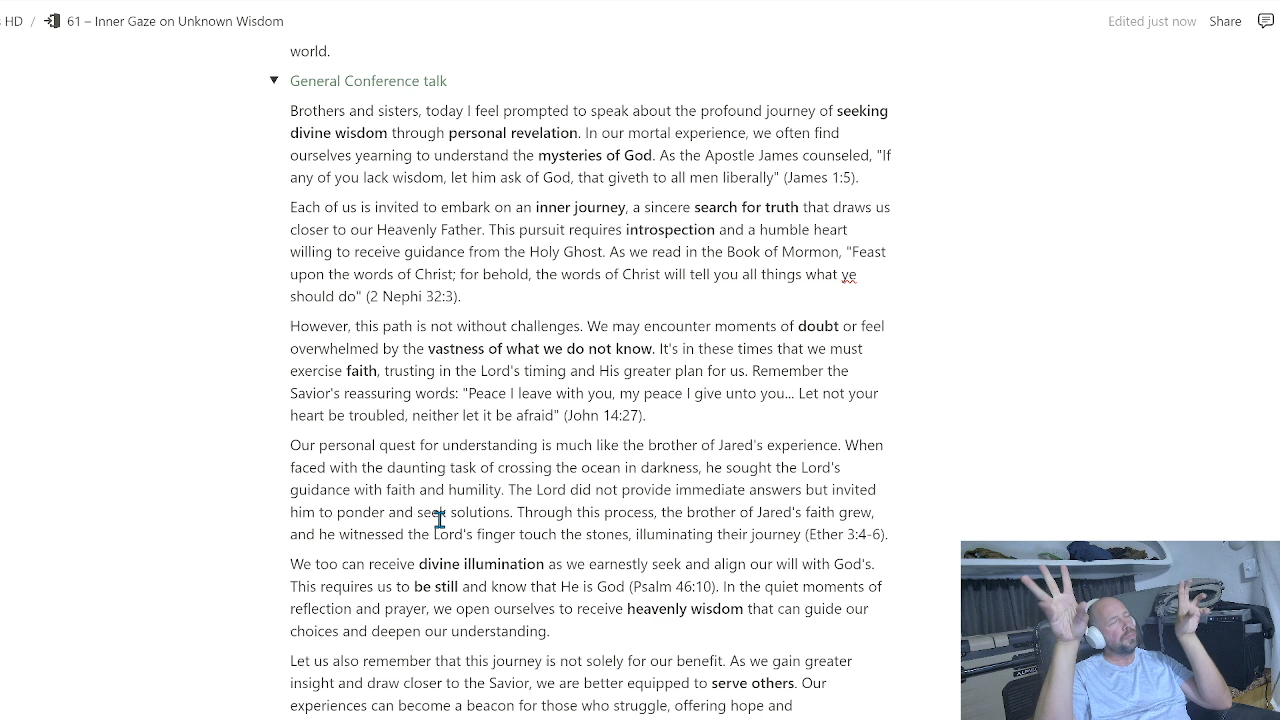 HD / 61 – Inner Gaze on Unknown Wisdom Edited just now Share
world.
General Conference talk
Brothers and sisters, today I feel prompted to speak about the profound journey of seeking
divine wisdom through personal revelation. In our mortal experience, we often find
ourselves yearning to understand the mysteries of God. As the Apostle James counseled, "If
any of you lack wisdom, let him ask of God, that giveth to all men liberally" (James 1:5).
Each of us is invited to embark on an inner journey, a sincere search for truth that draws us
closer to our Heavenly Father. This pursuit requires introspection and a humble heart
willing to receive guidance from the Holy Ghost. As we read in the Book of Mormon, "Feast
upon the words of Christ; for behold, the words of Christ will tell you all things what ye
should do" (2 Nephi 32:3).
However, this path is not without challenges. We may encounter moments of doubt or feel
overwhelmed by the vastness of what we do not know. It's in these times that we must
exercise faith, trusting in the Lord's timing and His greater plan for us. Remember the
Savior's reassuring words: "Peace I leave with you, my peace I give unto you... Let not your
heart be troubled, neither let it be afraid" (John 14:27).
Our personal quest for understanding is much like the brother of Jared's experience. When
faced with the daunting task of crossing the ocean in darkness, he sought the Lord's
guidance with faith and humility. The Lord did not provide immediate answers but invited
him to ponder and seek solutions. Through this process, the brother of Jared's faith grew,
and he witnessed the Lord's finger touch the stones, illuminating their journey (Ether 3:4-6).
We too can receive divine illumination as we earnestly seek and align our will with God's.
This requires us to be still and know that He is God (Psalm 46:10). In the quiet moments of
reflection and prayer, we open ourselves to receive heavenly wisdom that can guide our
choices and deepen our understanding.
Let us also remember that this journey is not solely for our benefit. As we gain greater
insight and draw closer to the Savior, we are better equipped to serve others. Our
experiences can become a beacon for those who struggle, offering hope and